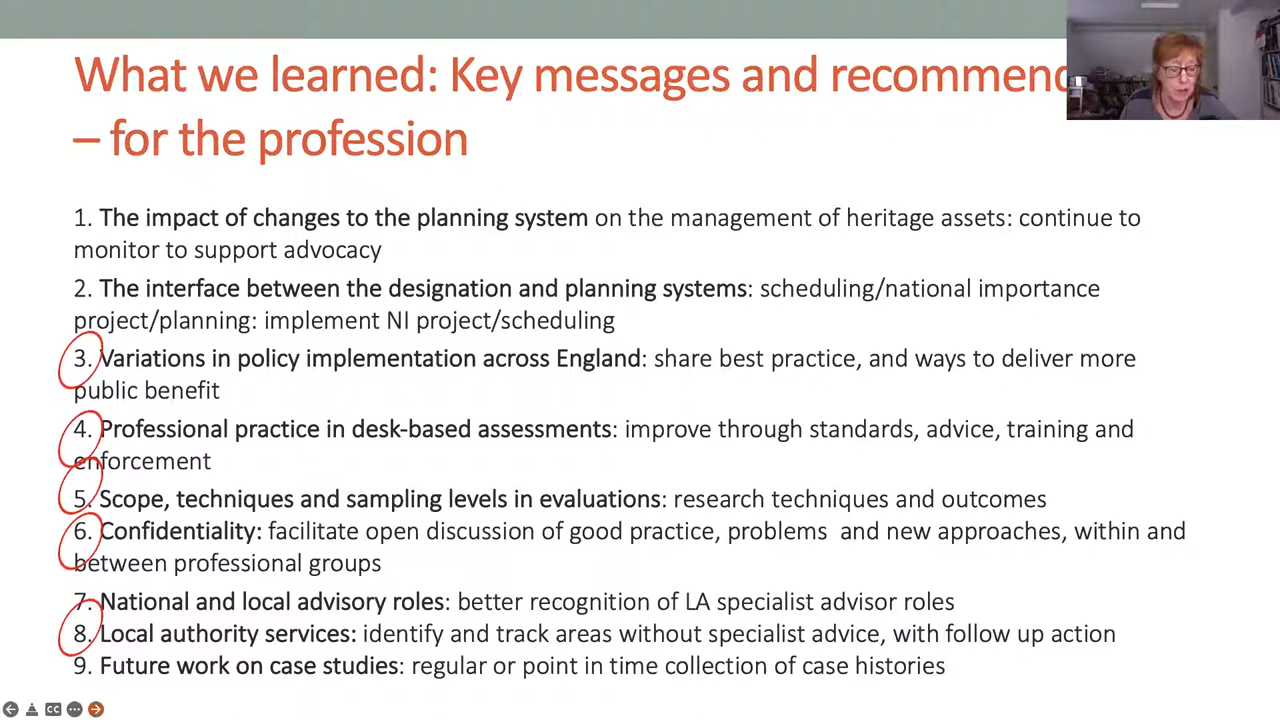 What we learned: Key messages and recommend
– for the profession
1. The impact of changes to the planning system on the management of heritage assets: continue to
monitor to support advocacy
2. The interface between the designation and planning systems: scheduling/national importance
project/planning: implement NI project/scheduling
3. Variations in policy implementation across England: share best practice, and ways to deliver more
public benefit
4. Professional practice in desk-based assessments: improve through standards, advice, training and
enforcement
5. Scope, techniques and sampling levels in evaluations: research techniques and outcomes
6. Confidentiality: facilitate open discussion of good practice, problems  and new approaches, within and
between professional groups
7. National and local advisory roles: better recognition of LA specialist advisor roles
8. Local authority services: identify and track areas without specialist advice, with follow up action
9. Future work on case studies: regular or point in time collection of case histories
CC